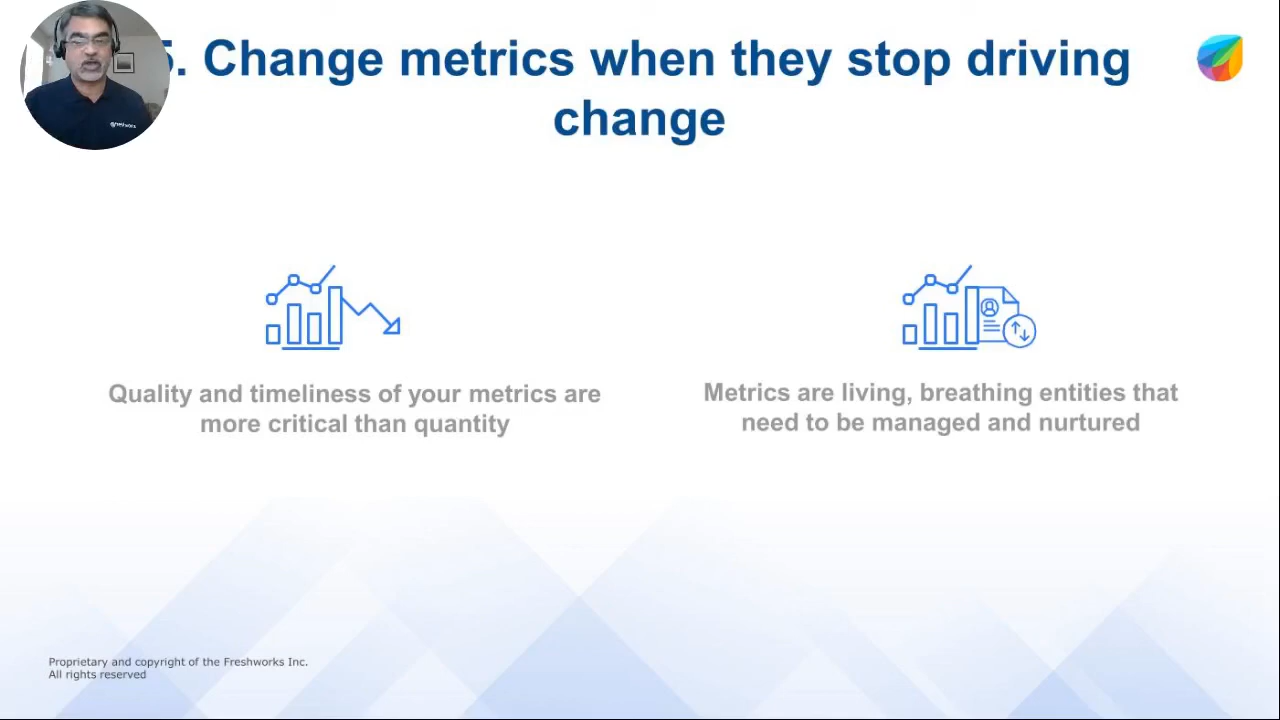 5. Change metrics when they stop driving
change
Quality and timeliness of your metrics are
more critical than quantity
Metrics are living, breathing entities that
need to be managed and nurtured
Proprietary and copyright of the Freshworks Inc.
All rights reserved